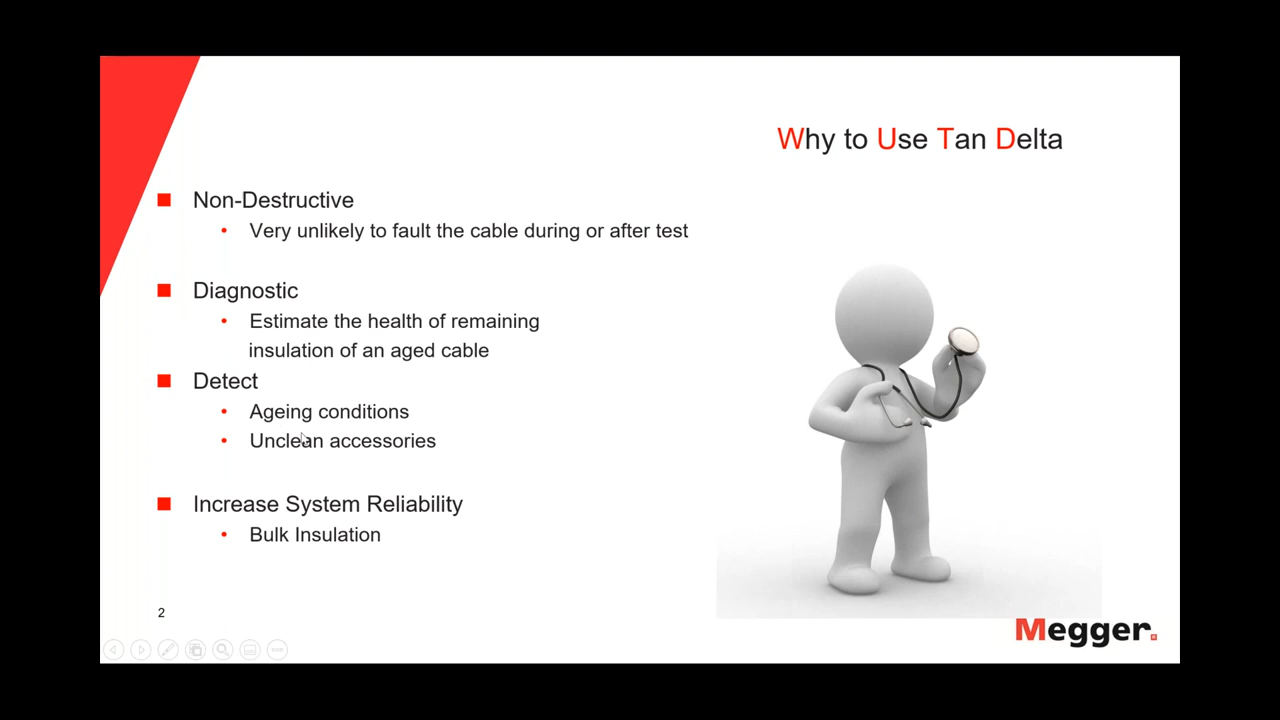 Why to Use Tan Delta
Non-Destructive
Very unlikely to fault the cable during or after test
Diagnostic
Estimate the health of remaining
insulation of an aged cable
Detect
Ageing conditions
Unclean accessories
Increase System Reliability
Bulk Insulation
2
Megger.